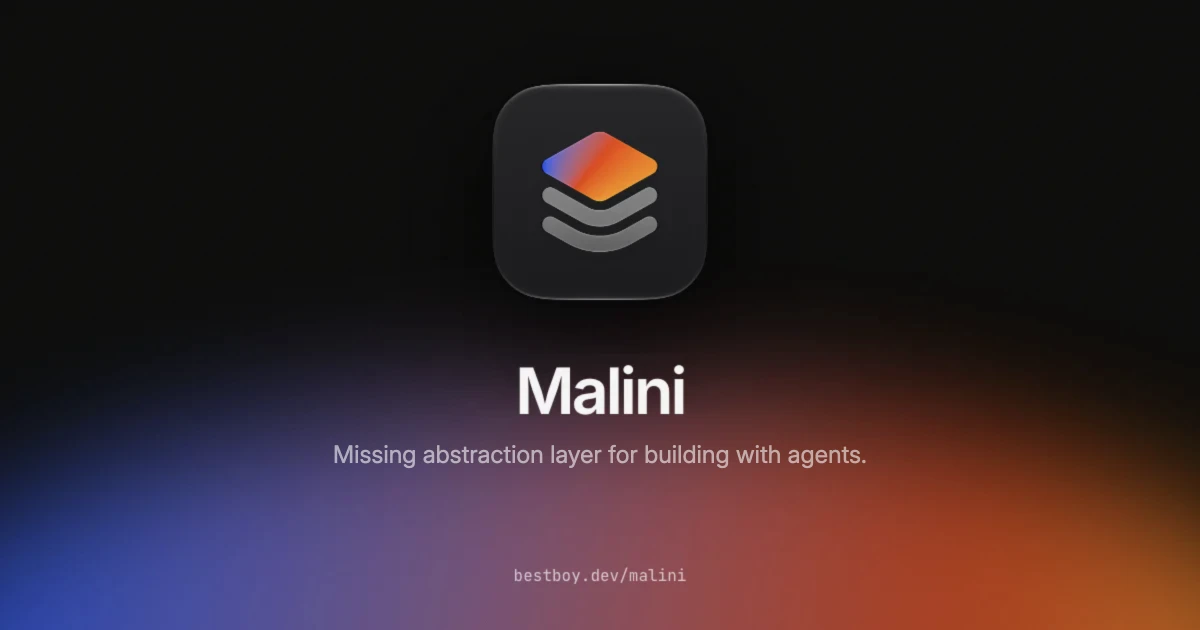 Malini
Missing abstraction layer for building with agents.
bestboy.dev/malini